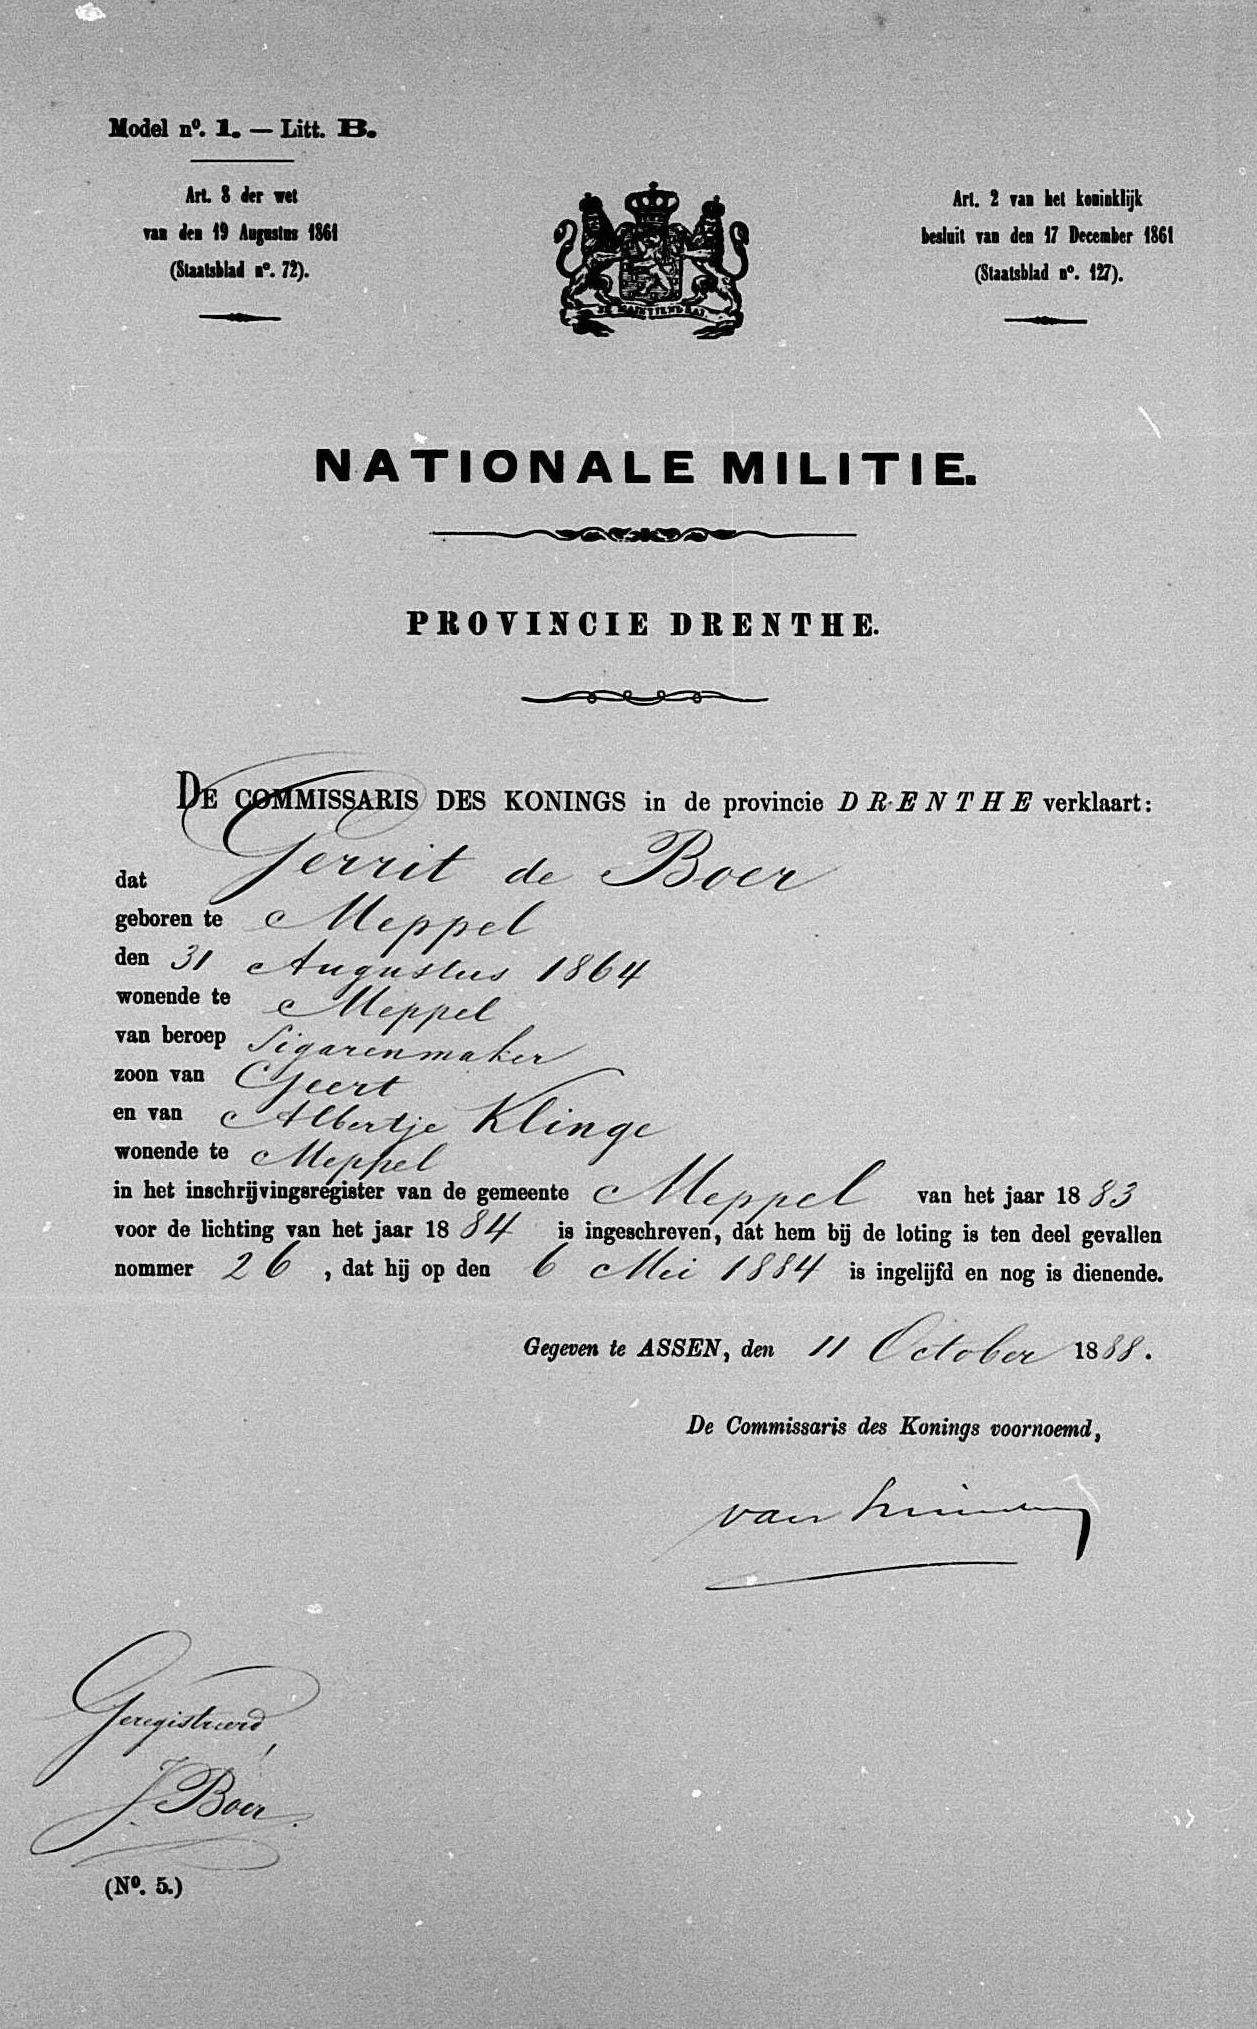 Model nº. 1. — Litt. B.
Art. 8 der wet
van den 19 Augustus 1861
(Staatsblad nº. 72).
Art. 2 van het koninklijk
besluit van den 17 December 1861
(Staatsblad nº. 127).
JE MAINTIENDRAI
NATIONALE MILITIE.
PROVINCIE DRENTHE.
DE COMMISSARIS DES KONINGS in de provincie DRENTHE verklaart:
dat Gerrit de Boer
geboren te Meppel
den 31 Augustus 1864
wonende te Meppel
van beroep Sigarenmaker
zoon van Geert
en van Albertje Klinge
wonende te Meppel
in het inschrijvingsregister van de gemeente Meppel van het jaar 1883
voor de lichting van het jaar 1884 is ingeschreven, dat hem bij de loting is ten deel gevallen
nommer 26, dat hij op den 6 Mei 1884 is ingelijfd en nog is dienende.
Gegeven te ASSEN, den 11 October 1888.
De Commissaris des Konings voornoemd,
van
Geregistreerd,
J. Boer.
(Nº. 5.)